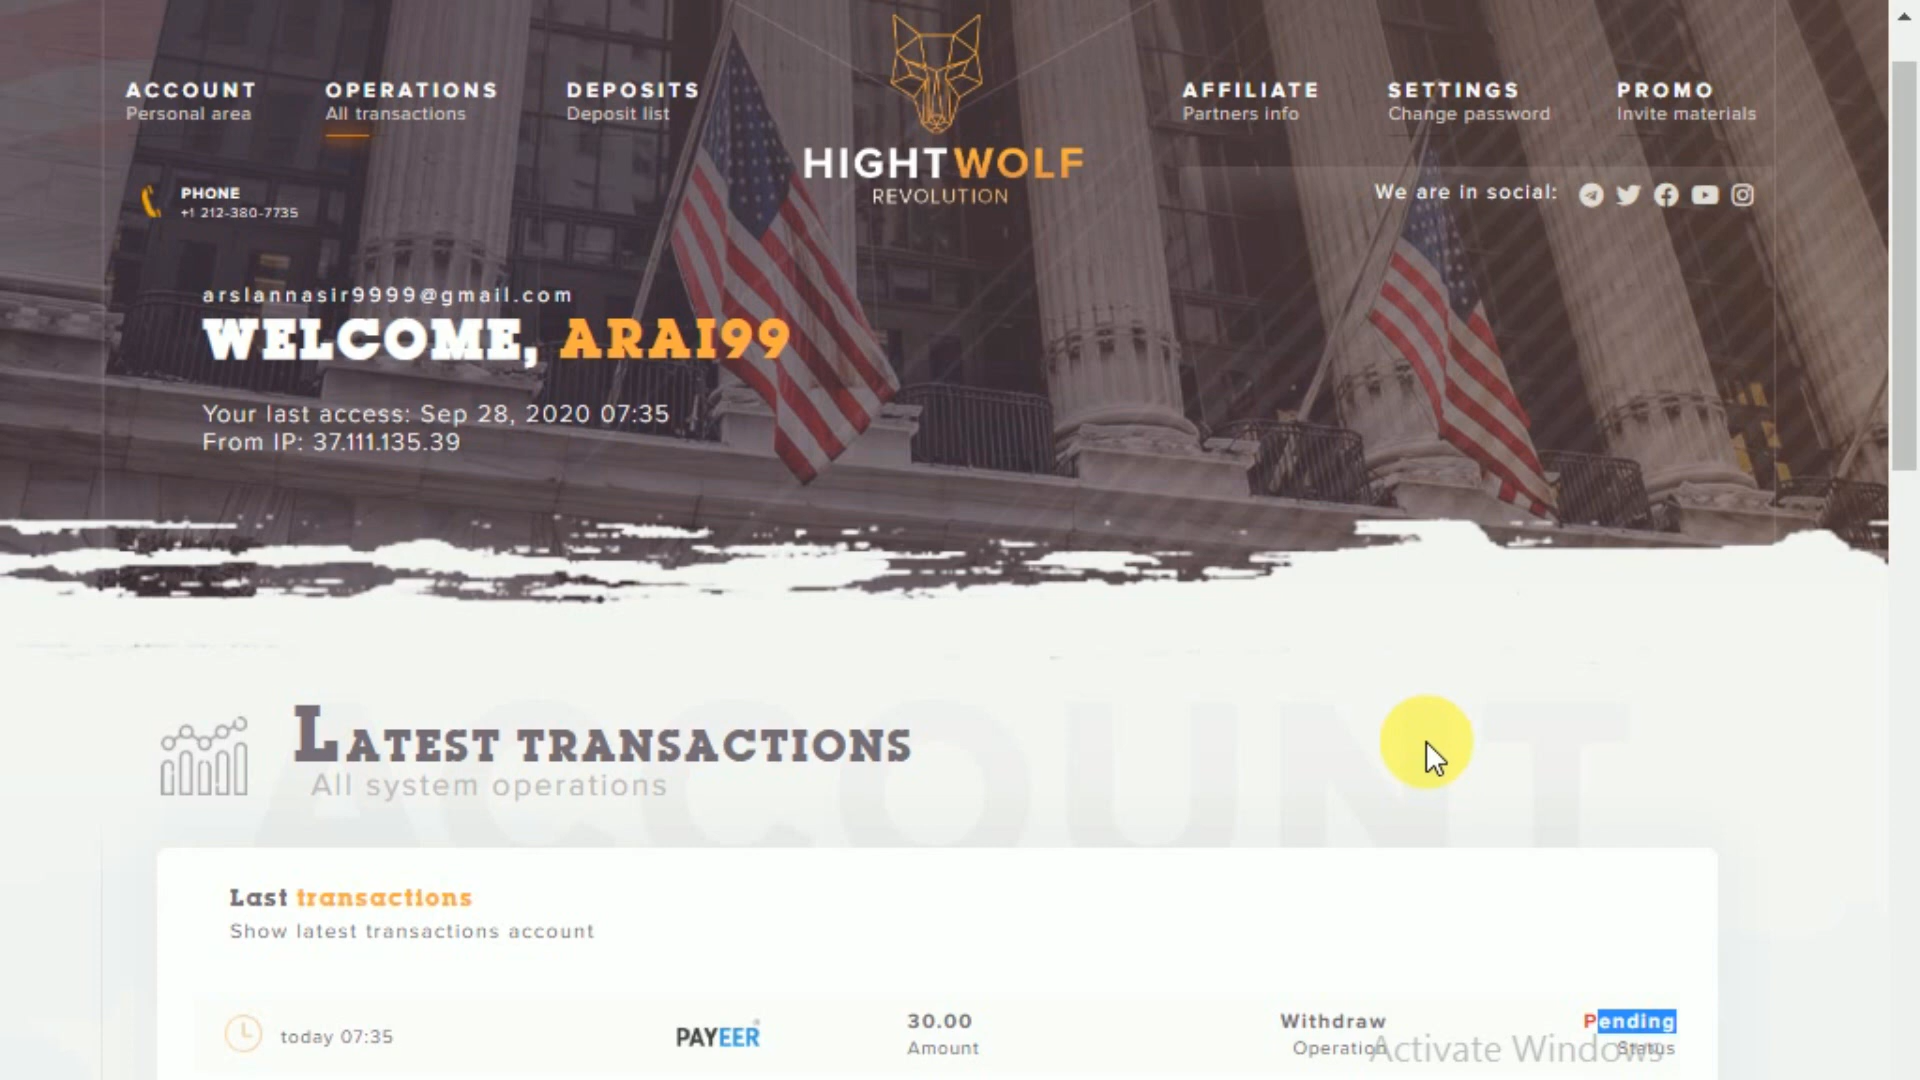 ACCOUNT
Personal area
OPERATIONS
All transactions
DEPOSITS
Deposit list
HIGHTWOLF
REVOLUTION
AFFILIATE
Partners info
SETTINGS
Change password
PROMO
Invite materials
PHONE
+1 212-380-7735
We are in social:
arslannasir9999@gmail.com
WELCOME, ARAI99
Your last access: Sep 28, 2020 07:35
From IP: 37.111.135.39
ACCOUNT
LATEST TRANSACTIONS
All system operations
Last transactions
Show latest transactions account
today 07:35
PAYEER
30.00
Amount
Withdraw
Operation
Pending
Status
Activate Windows